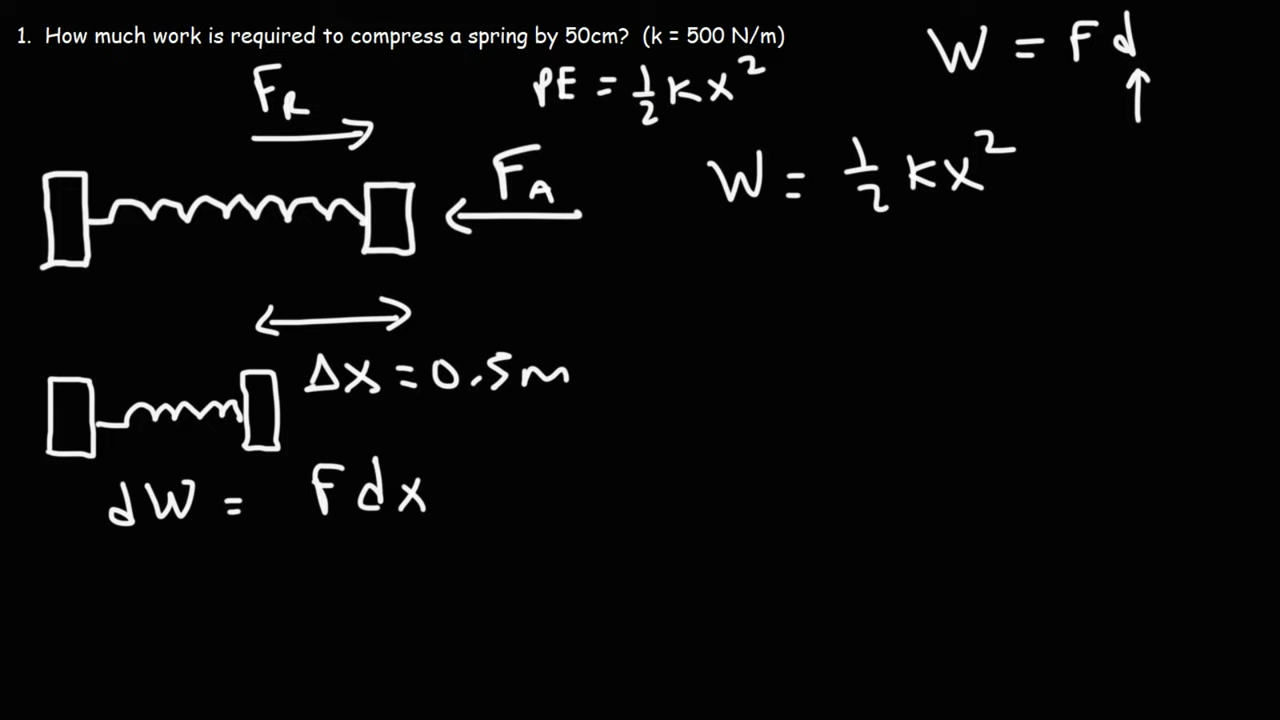 1. How much work is required to compress a spring by 50cm? (k = 500 N/m)
W = Fd
PE = ½kx²
F_R
F_A
W = ½kx²
Δx = 0.5m
dW = Fdx